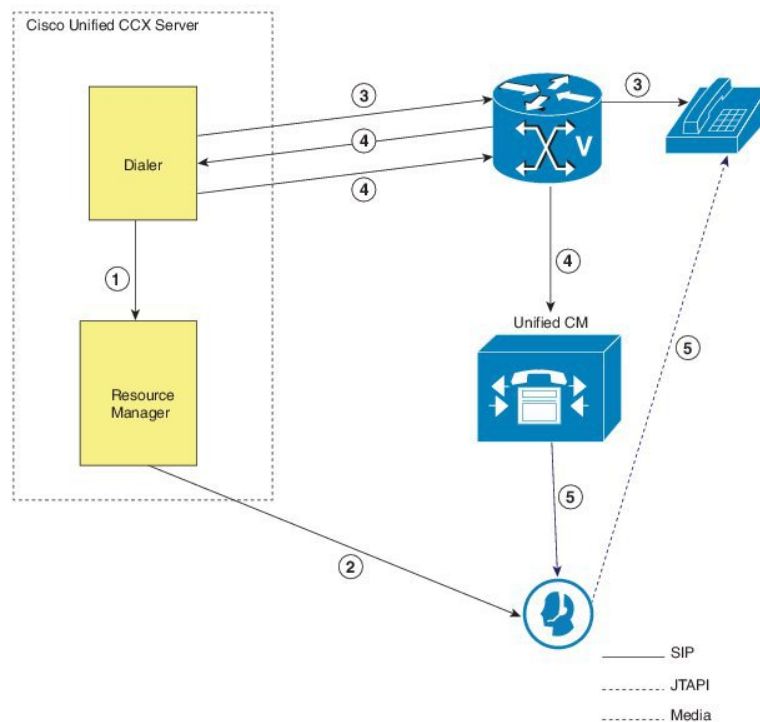 Cisco Unified CCX Server
Dialer
3
3
4
V
4
1
4
Unified CM
Resource
Manager
5
5
2
SIP
JTAPI
Media